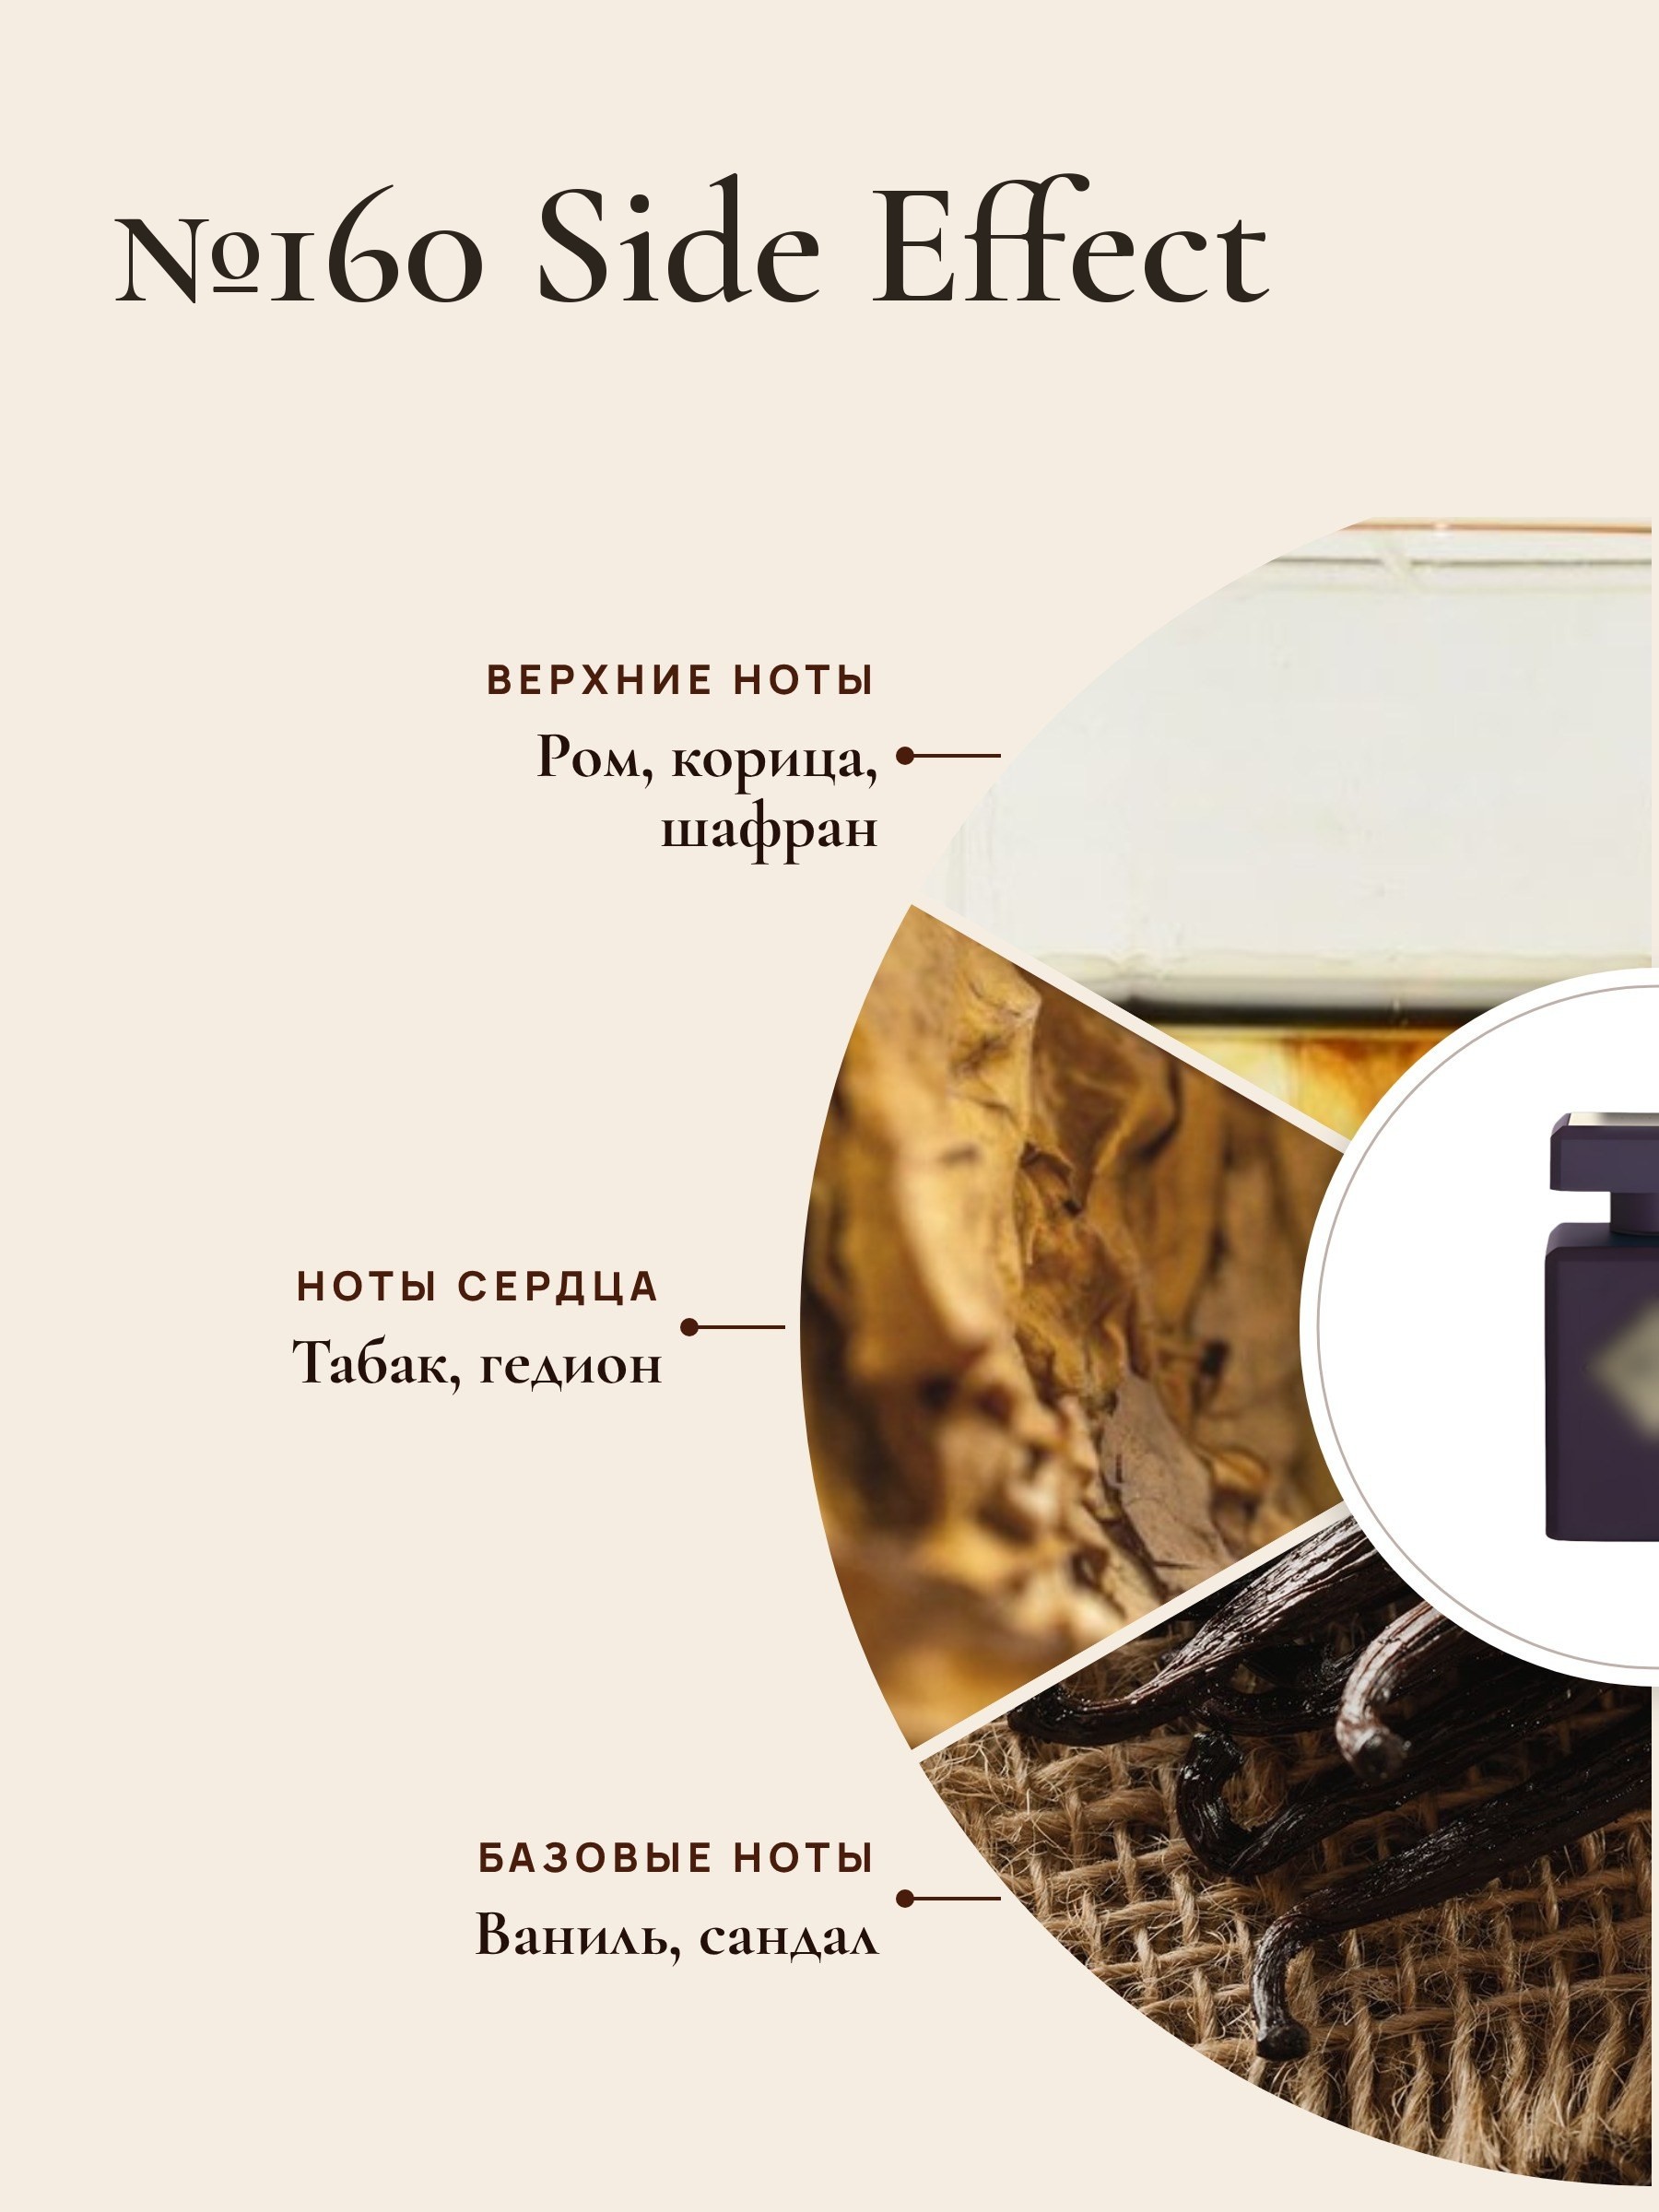 №160 Side Effect
ВЕРХНИЕ НОТЫ
Ром, корица,
шафран
НОТЫ СЕРДЦА
Табак, гедион
БАЗОВЫЕ НОТЫ
Ваниль, сандал